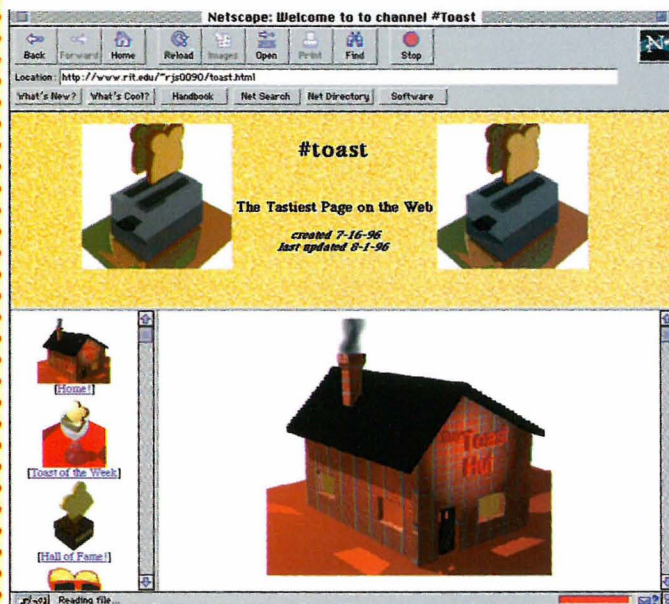 Netscape: Welcome to to channel #Toast
Back Forward Home Reload Images Open Print Find Stop
Location: http://www.rit.edu/~rjs0090/toast.html
What's New? What's Cool? Handbook Net Search Net Directory Software
N
#toast
The Tastiest Page on the Web
created 7-16-96
last updated 8-1-96
[Home!]
[Toast of the Week]
[Hall of Fame!]
Toast
Hut
Reading file...